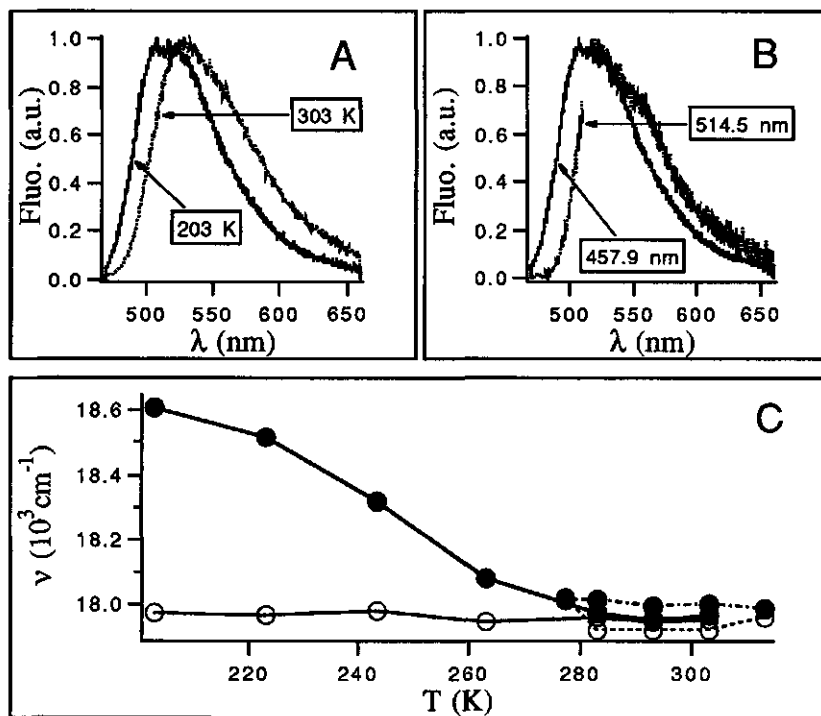 A
Fluo. (a.u.)
1.0
0.8
0.6
0.4
0.2
0.0
303 K
203 K
500 550 600 650
λ (nm)
B
Fluo. (a.u.)
1.0
0.8
0.6
0.4
0.2
0.0
514.5 nm
457.9 nm
500 550 600 650
λ (nm)
C
ν (10³cm⁻¹)
18.6
18.4
18.2
18.0
220 240 260 280 300
T (K)